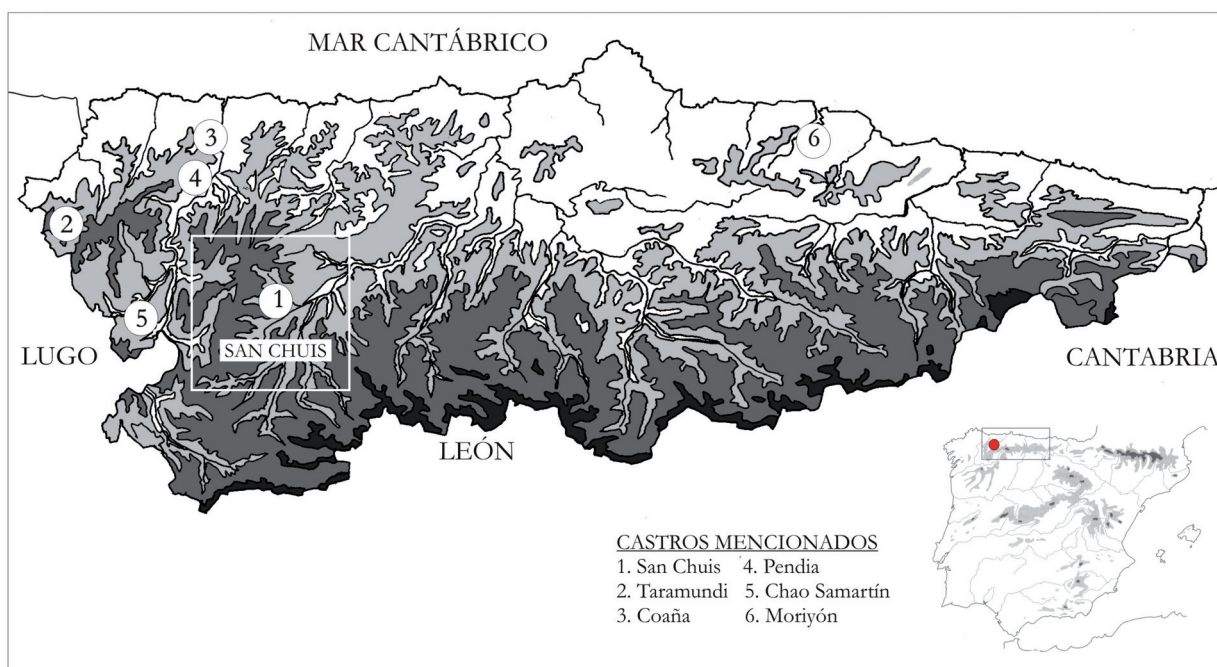 MAR CANTÁBRICO
3
6
4
2
1
5
SAN CHUIS
LUGO
CANTABRIA
LEÓN
CASTROS MENCIONADOS
1. San Chuis 4. Pendia
2. Taramundi 5. Chao Samartín
3. Coaña 6. Moriyón